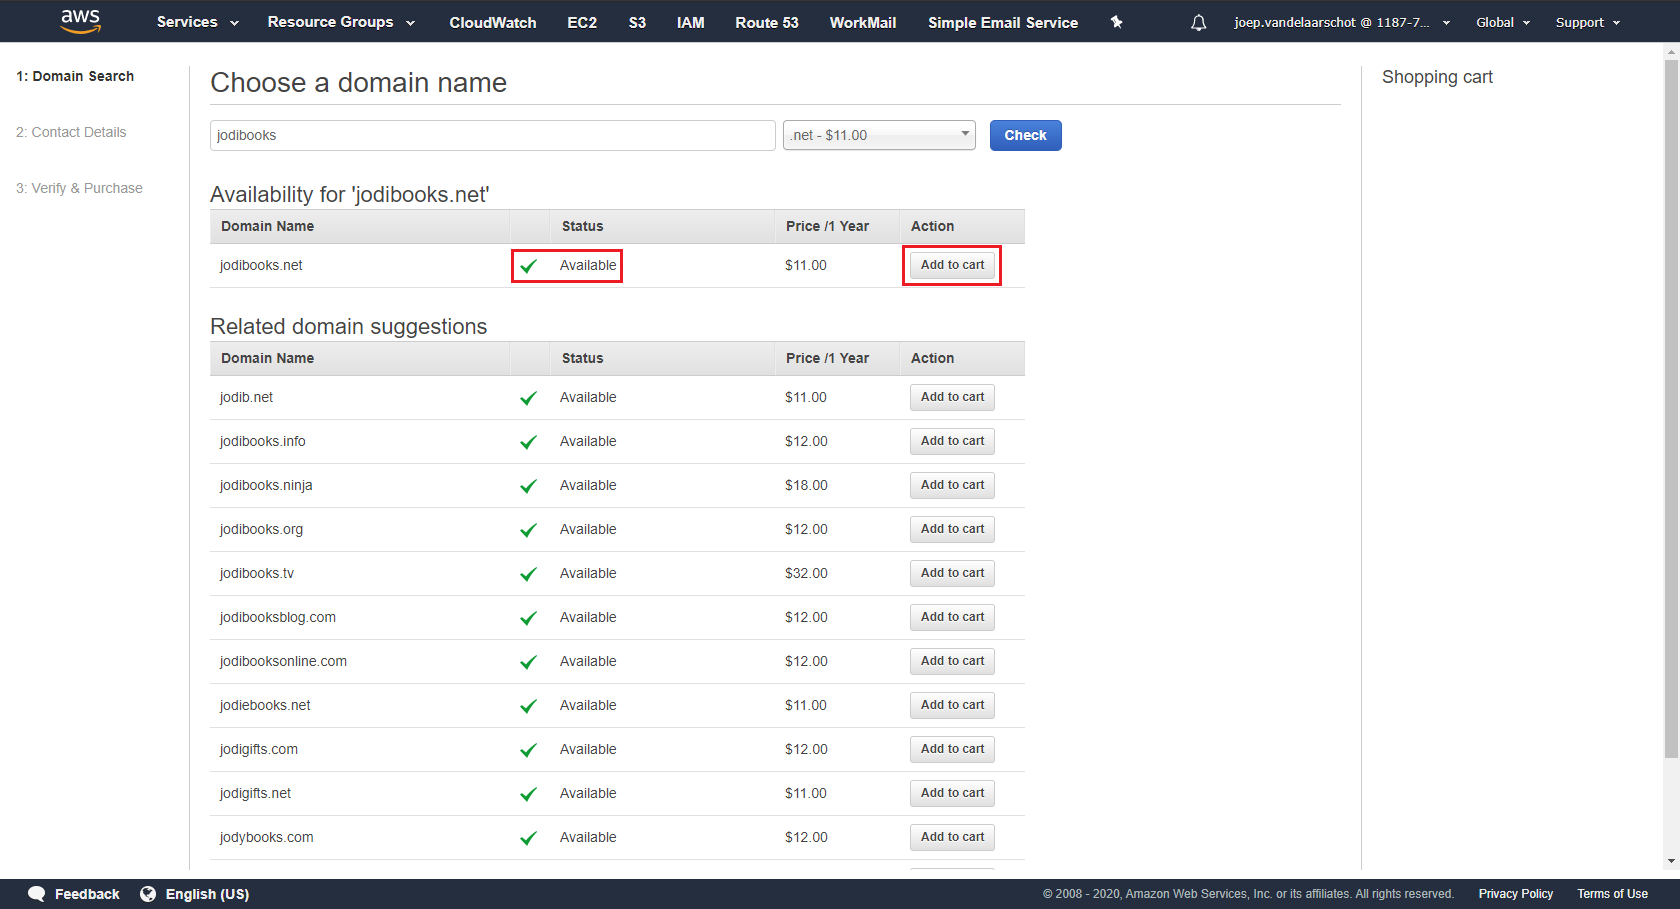 aws Services Resource Groups CloudWatch EC2 S3 IAM Route 53 WorkMail Simple Email Service joep.vandelaarschot @ 1187-7... Global Support
1: Domain Search
2: Contact Details
3: Verify & Purchase
Choose a domain name
jodibooks .net - $11.00 Check
Availability for 'jodibooks.net'
Domain Name Status Price /1 Year Action
jodibooks.net Available $11.00 Add to cart
Related domain suggestions
Domain Name Status Price /1 Year Action
jodib.net Available $11.00 Add to cart
jodibooks.info Available $12.00 Add to cart
jodibooks.ninja Available $18.00 Add to cart
jodibooks.org Available $12.00 Add to cart
jodibooks.tv Available $32.00 Add to cart
jodibooksblog.com Available $12.00 Add to cart
jodibooksonline.com Available $12.00 Add to cart
jodiebooks.net Available $11.00 Add to cart
jodigifts.com Available $12.00 Add to cart
jodigifts.net Available $11.00 Add to cart
jodybooks.com Available $12.00 Add to cart
Shopping cart
Feedback English (US) © 2008 - 2020, Amazon Web Services, Inc. or its affiliates. All rights reserved. Privacy Policy Terms of Use